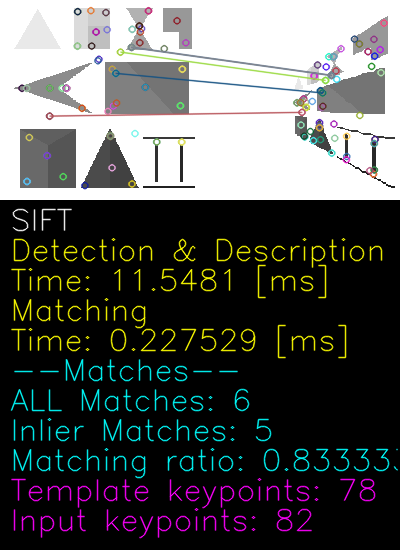 SIFT
Detection & Description
Time: 11.5481 [ms]
Matching
Time: 0.227529 [ms]
--Matches--
ALL Matches: 6
Inlier Matches: 5
Matching ratio: 0.83333
Template keypoints: 78
Input keypoints: 82